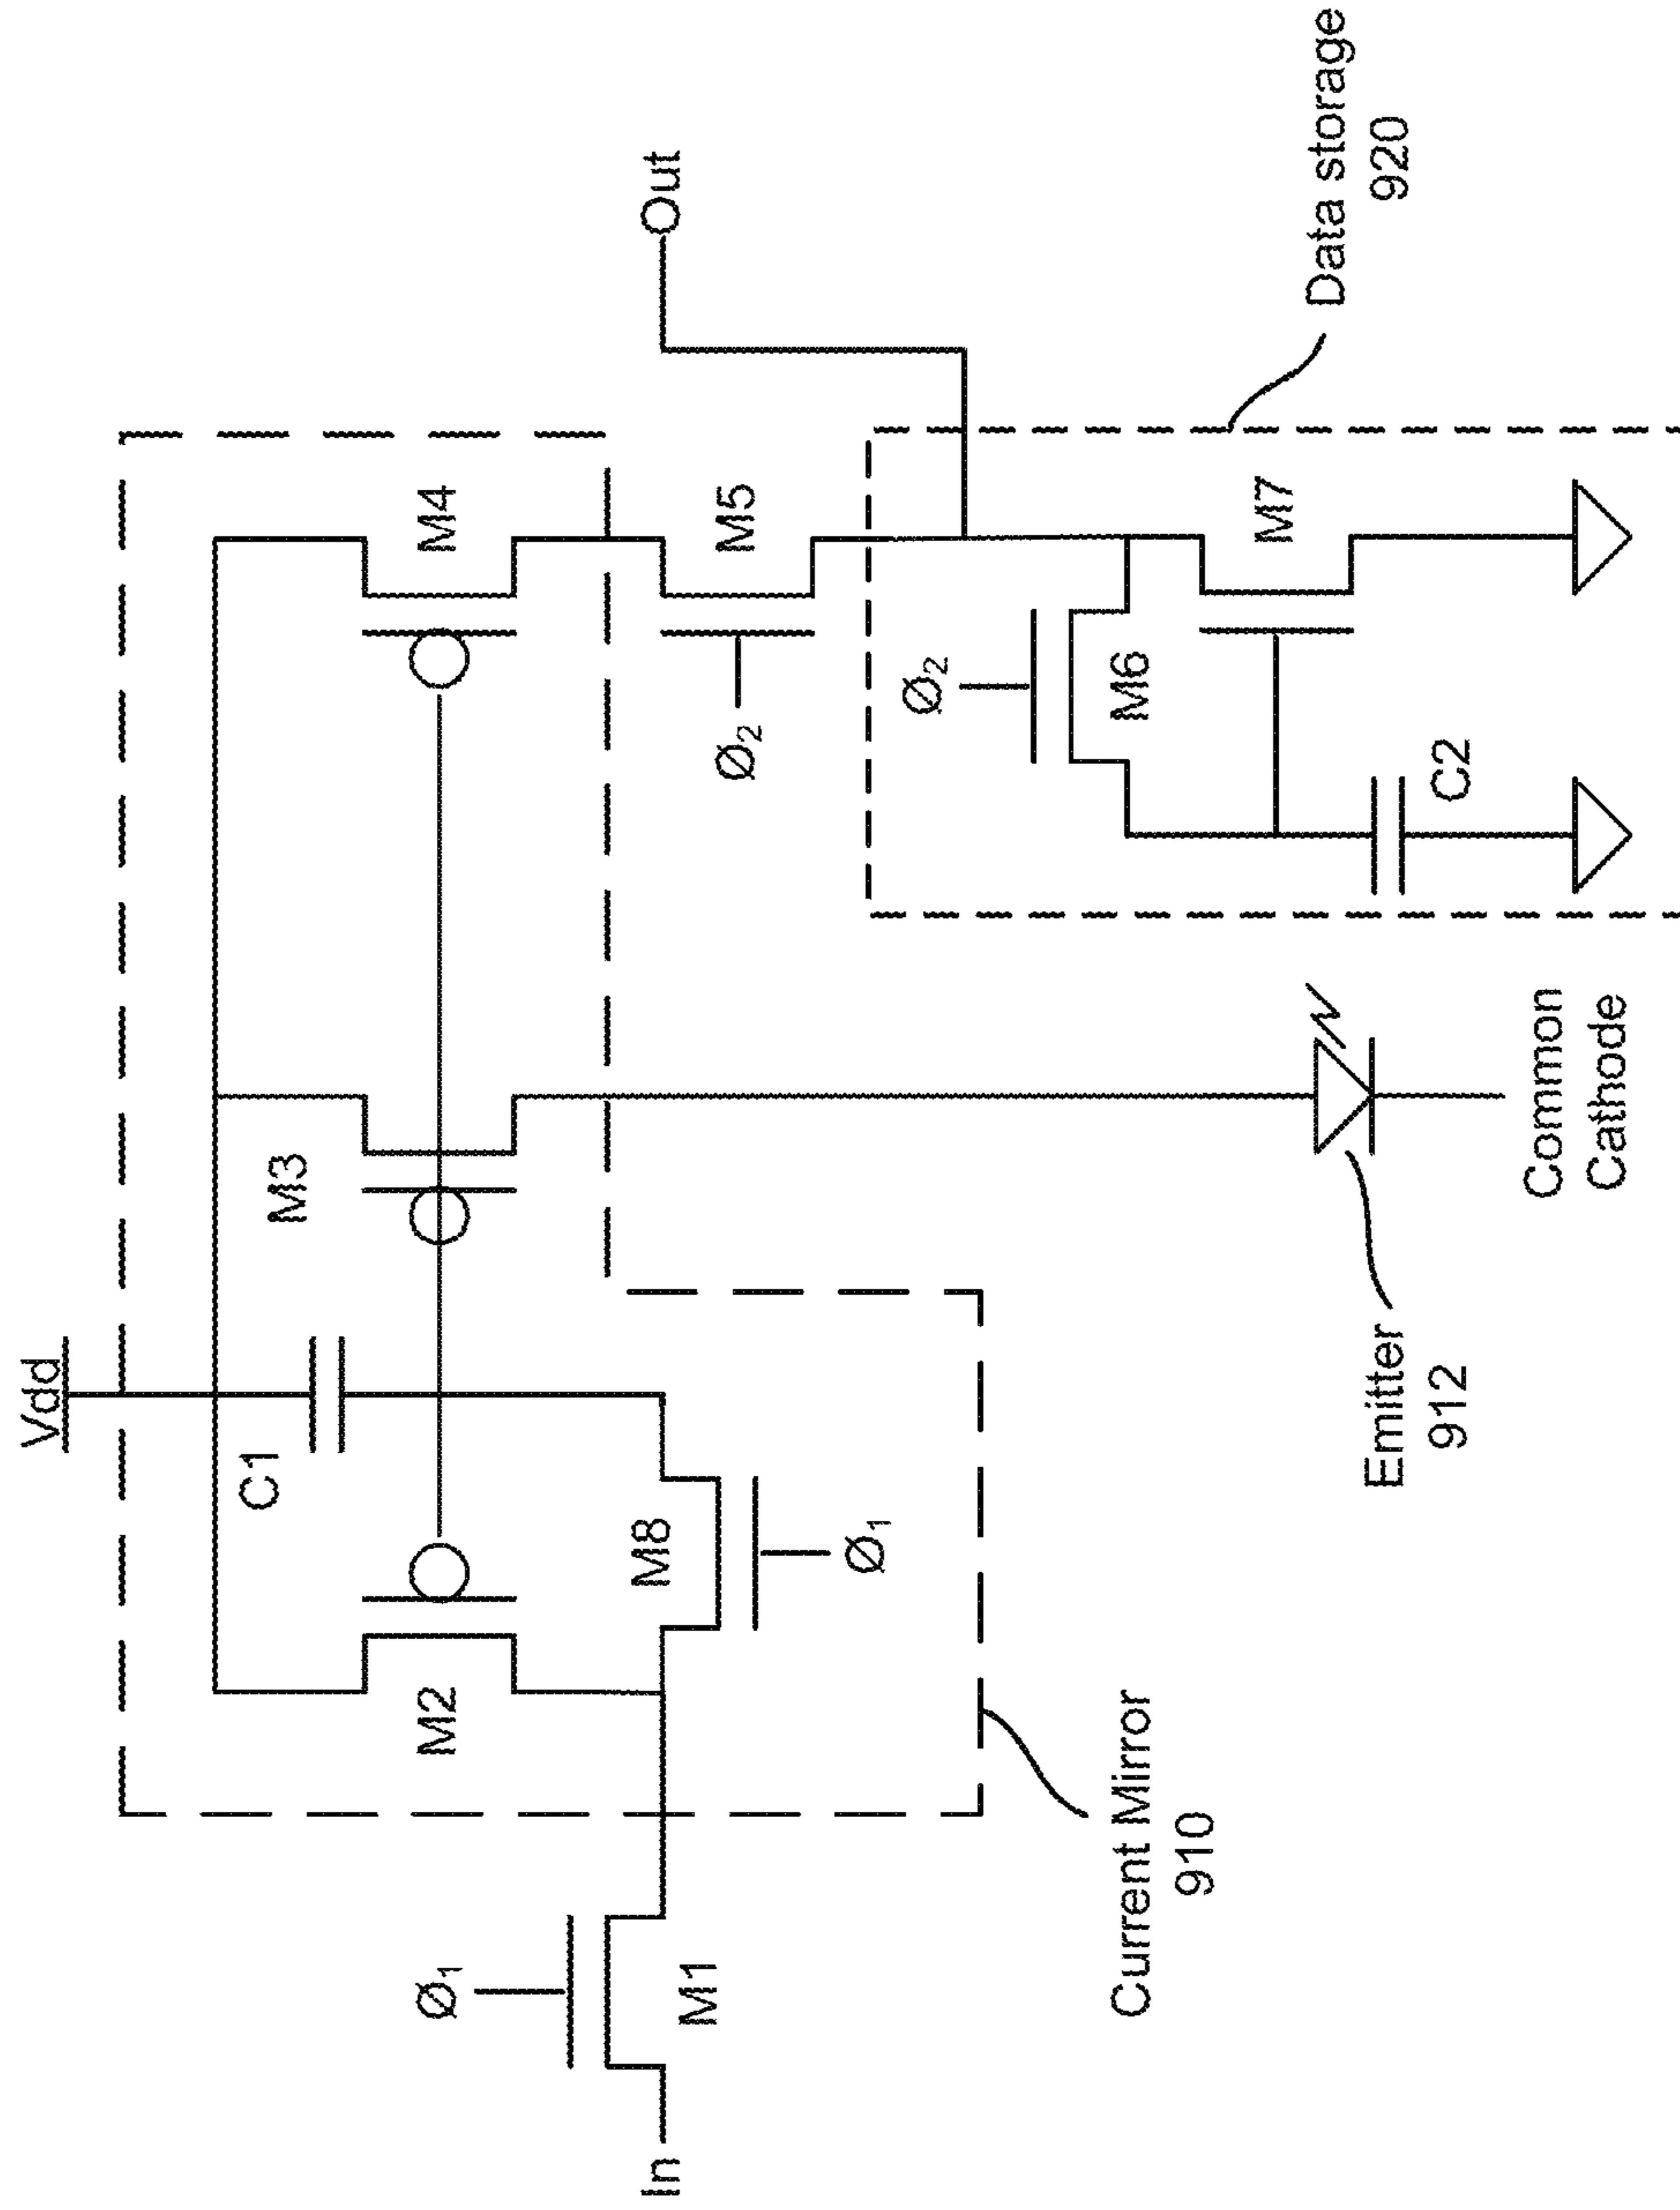 Vdd
C1
M3
M4
M2
Ø₁
M8
In
M1
Ø₁
M5
Ø₂
Out
Ø₂
M6
M7
C2
Current Mirror
910
Emitter
912
Common
Cathode
Data storage
920